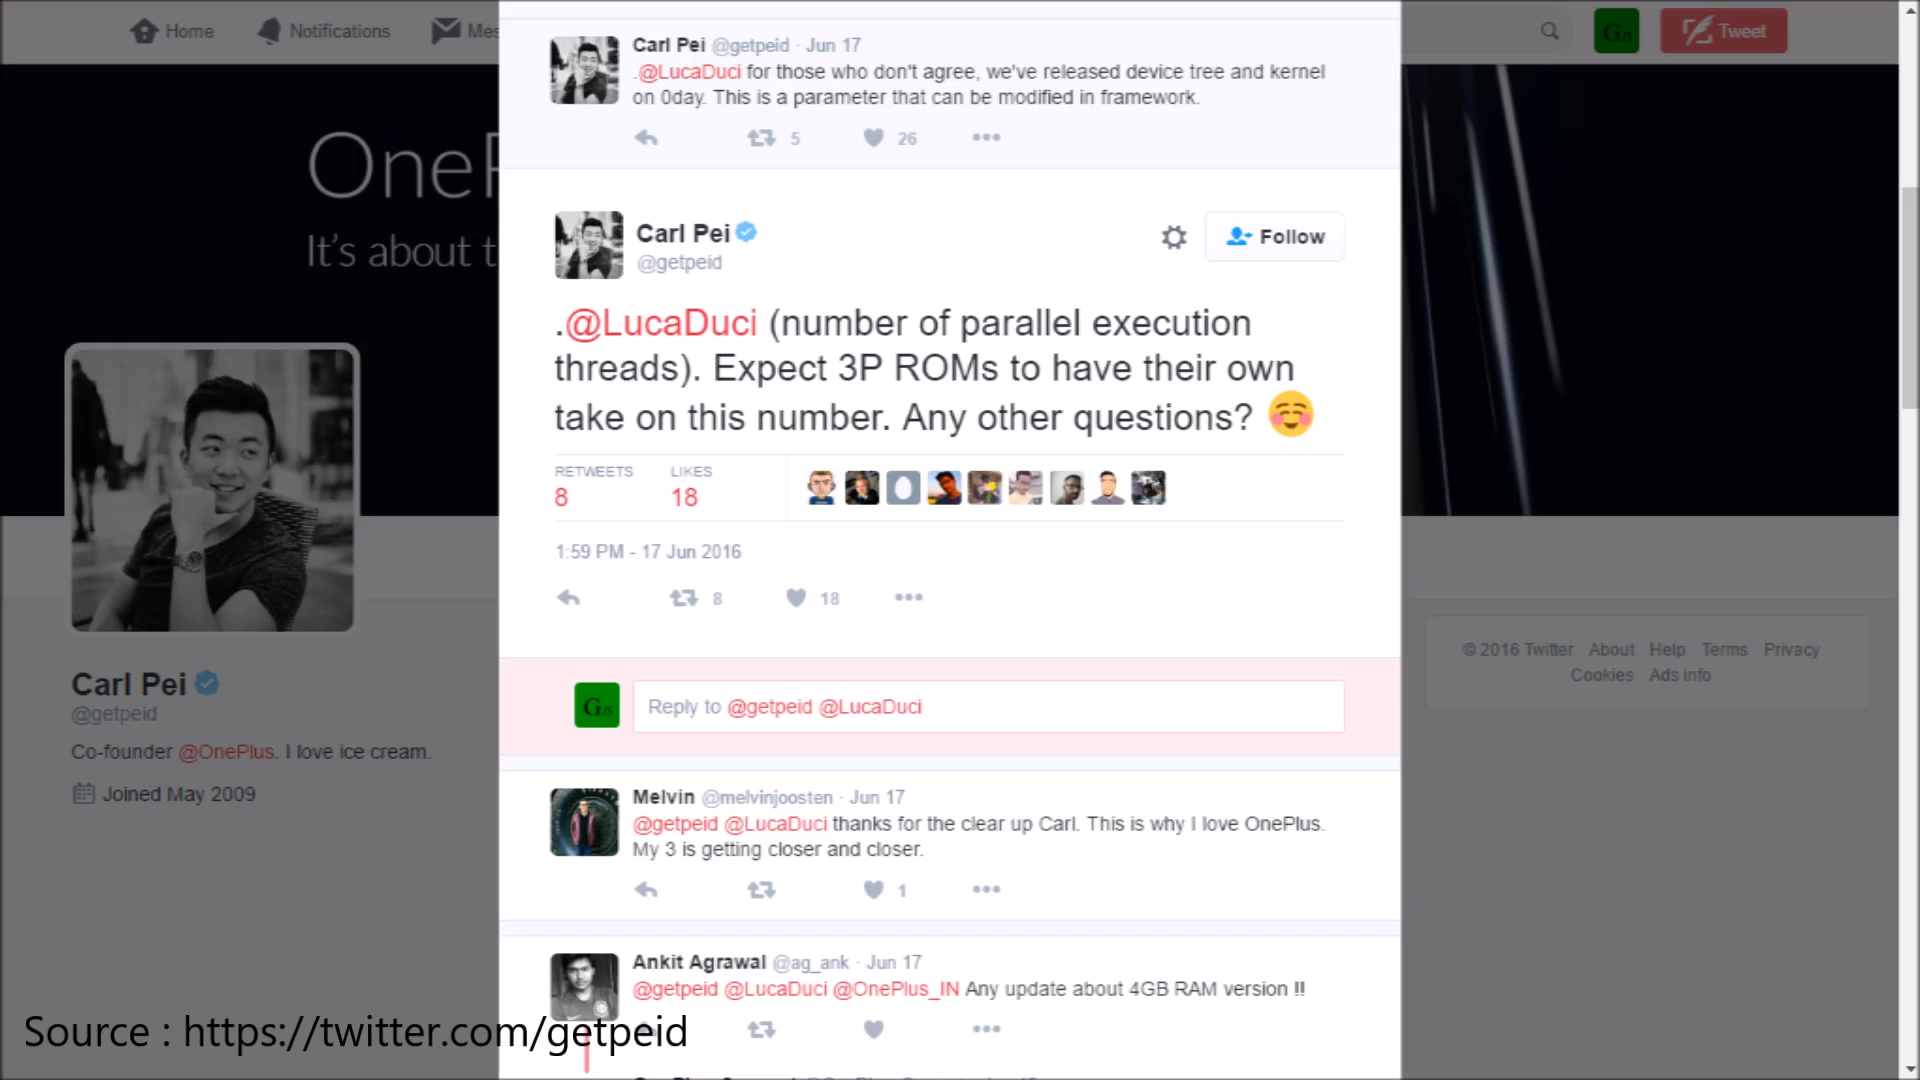 Home
Notifications
Mes
Tweet
OneP
It's about t
Carl Pei @getpeid · Jun 17
.@LucaDuci for those who don't agree, we've released device tree and kernel
on 0day. This is a parameter that can be modified in framework.
5
26
Carl Pei
@getpeid
Follow
.@LucaDuci (number of parallel execution
threads). Expect 3P ROMs to have their own
take on this number. Any other questions? ☺️
RETWEETS
8
LIKES
18
1:59 PM - 17 Jun 2016
8
18
Carl Pei
@getpeid
Co-founder @OnePlus. I love ice cream.
Joined May 2009
© 2016 Twitter About Help Terms Privacy
Cookies Ads info
GJS
Reply to @getpeid @LucaDuci
Melvin @melvinjoosten · Jun 17
@getpeid @LucaDuci thanks for the clear up Carl. This is why I love OnePlus.
My 3 is getting closer and closer.
1
Ankit Agrawal @ag_ank · Jun 17
@getpeid @LucaDuci @OnePlus_IN Any update about 4GB RAM version !!
Source : https://twitter.com/getpeid